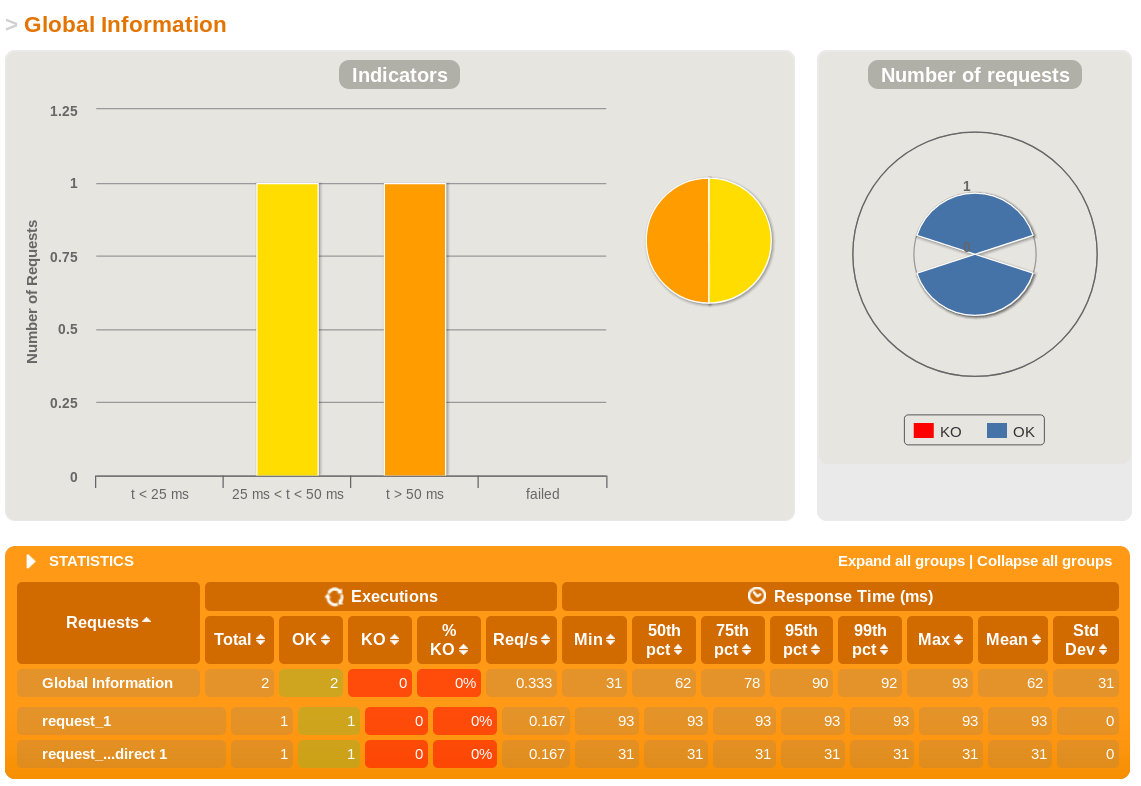 > Global Information
Indicators
Number of Requests
1.25
1
0.75
0.5
0.25
0
t < 25 ms
25 ms < t < 50 ms
t > 50 ms
failed
Number of requests
1
0
KO
OK
STATISTICS
Expand all groups | Collapse all groups
Requests
Executions
Response Time (ms)
Total OK KO % KO Req/s Min 50th pct 75th pct 95th pct 99th pct Max Mean Std Dev
Global Information 2 2 0 0% 0.333 31 62 78 90 92 93 62 31
request_1 1 1 0 0% 0.167 93 93 93 93 93 93 93 0
request_...direct 1 1 1 0 0% 0.167 31 31 31 31 31 31 31 0